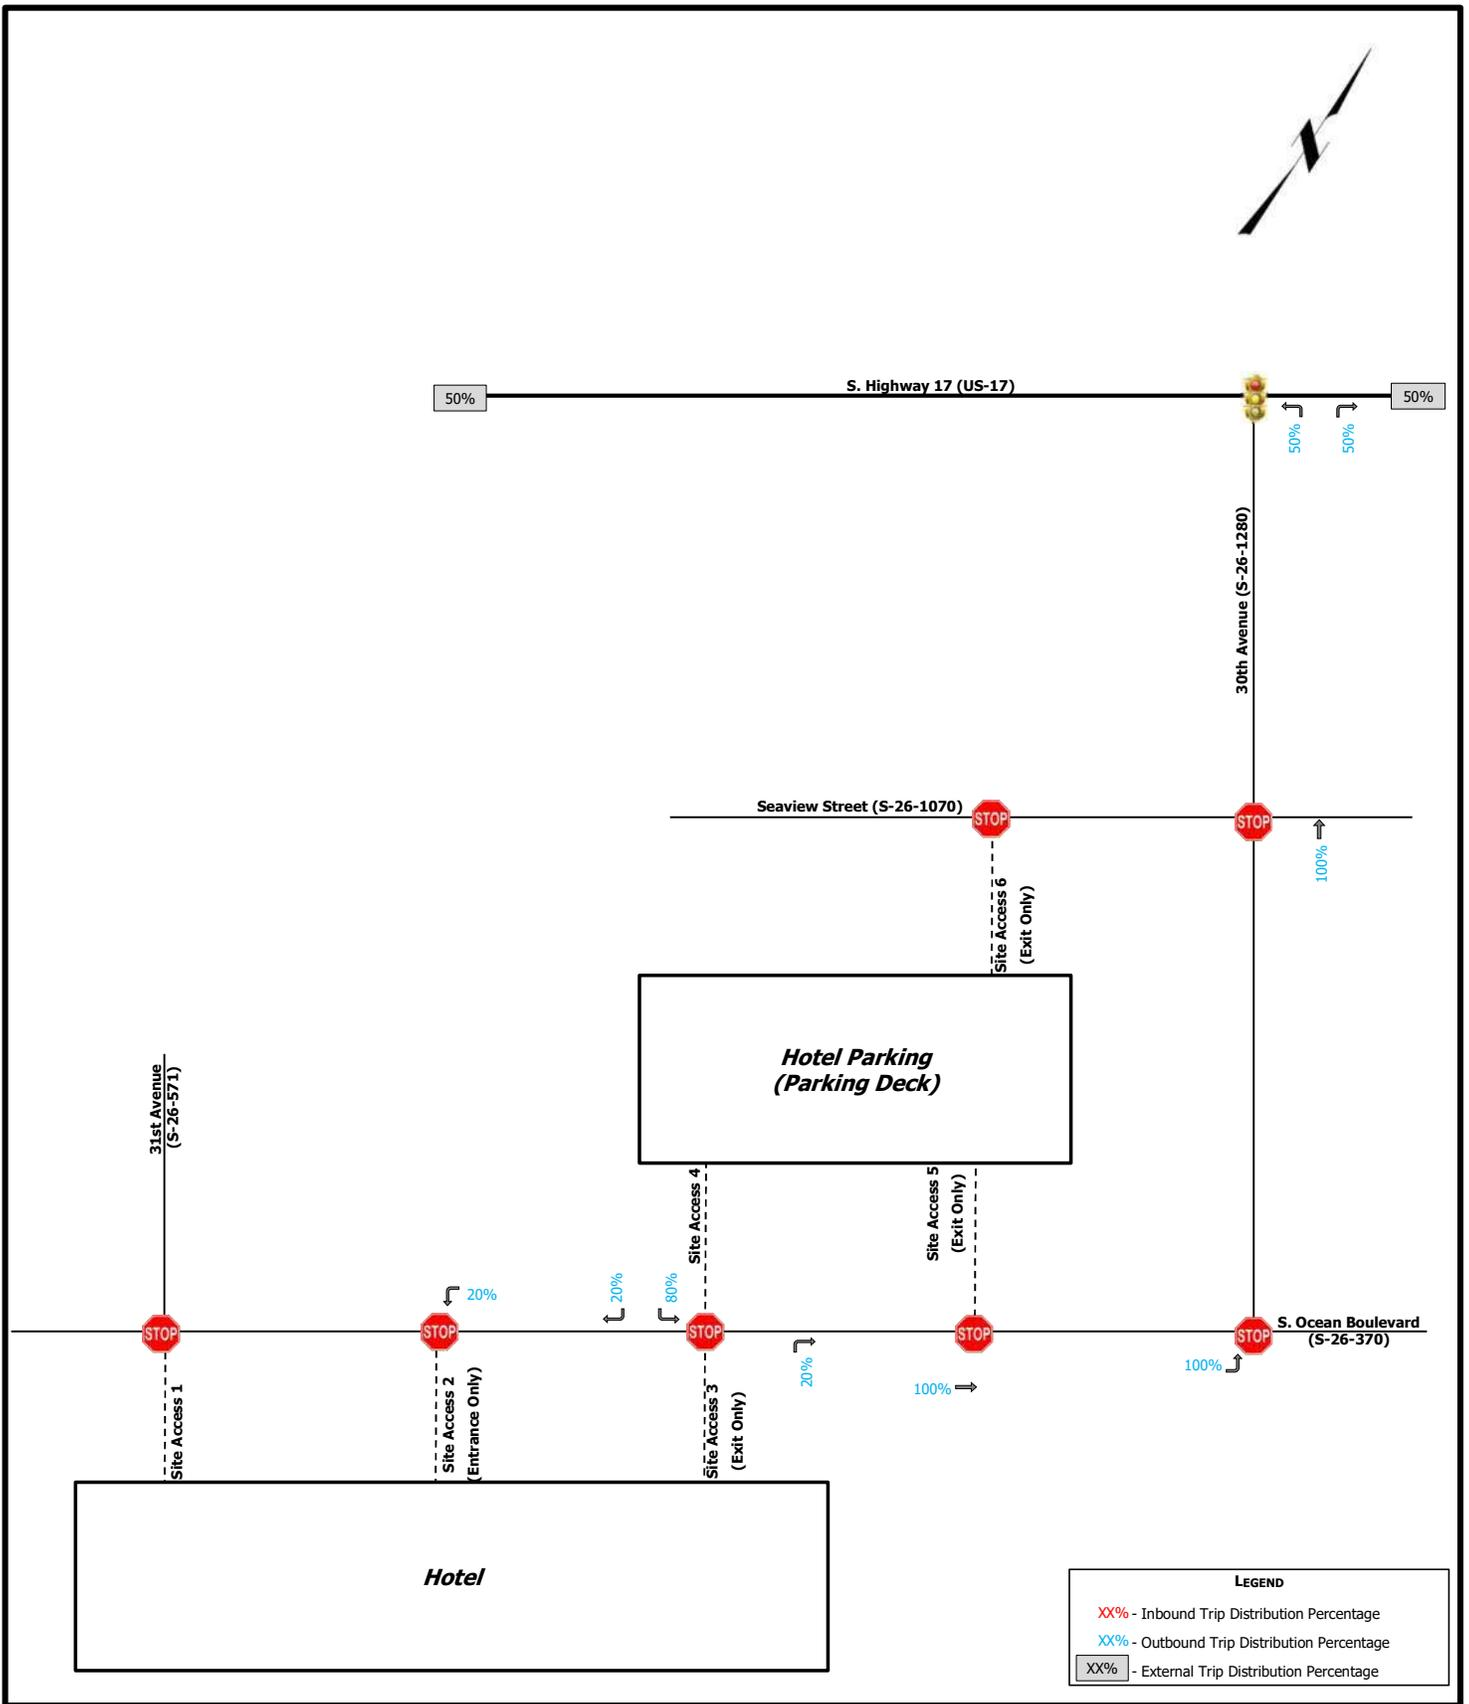 S. Highway 17 (US-17)
50%
50%
50%
50%
30th Avenue (S-26-1280)
Seaview Street (S-26-1070)
STOP
STOP
100%
Site Access 6
(Exit Only)
Hotel Parking
(Parking Deck)
31st Avenue
(S-26-571)
Site Access 4
Site Access 5
(Exit Only)
20%
20%
80%
STOP
STOP
STOP
STOP
STOP
S. Ocean Boulevard
(S-26-370)
20%
100%
100%
Site Access 1
Site Access 2
(Entrance Only)
Site Access 3
(Exit Only)
Hotel
LEGEND
XX% - Inbound Trip Distribution Percentage
XX% - Outbound Trip Distribution Percentage
XX% - External Trip Distribution Percentage